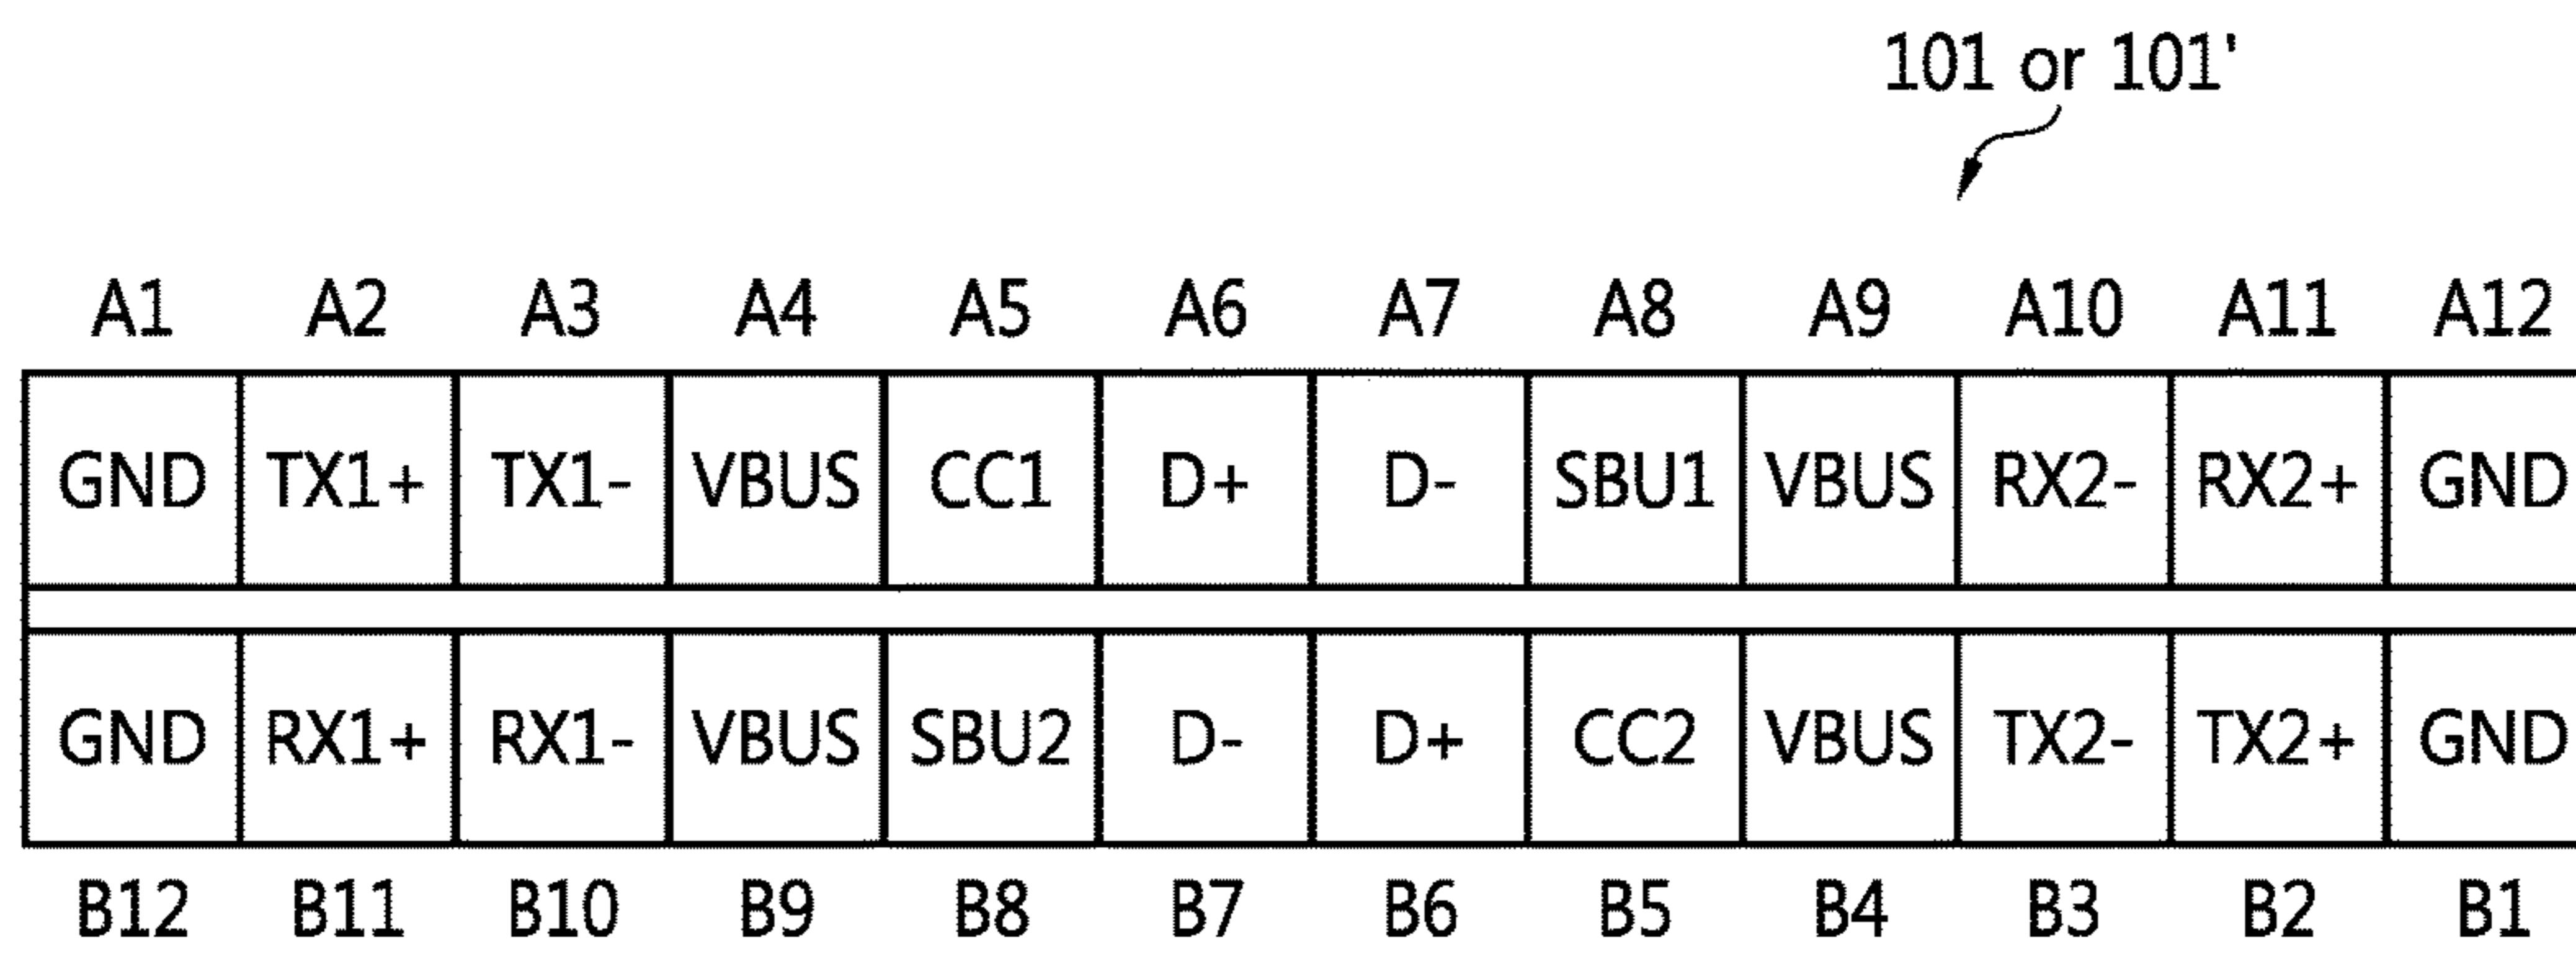 101 or 101'
A1 A2 A3 A4 A5 A6 A7 A8 A9 A10 A11 A12
GND TX1+ TX1- VBUS CC1 D+ D- SBU1 VBUS RX2- RX2+ GND
GND RX1+ RX1- VBUS SBU2 D- D+ CC2 VBUS TX2- TX2+ GND
B12 B11 B10 B9 B8 B7 B6 B5 B4 B3 B2 B1